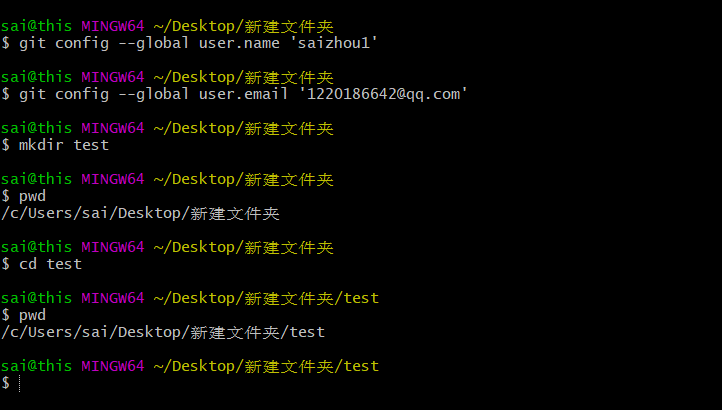 sai@this MINGW64 ~/Desktop/新建文件夹
$ git config --global user.name 'saizhou1'
sai@this MINGW64 ~/Desktop/新建文件夹
$ git config --global user.email '1220186642@qq.com'
sai@this MINGW64 ~/Desktop/新建文件夹
$ mkdir test
sai@this MINGW64 ~/Desktop/新建文件夹
$ pwd
/c/Users/sai/Desktop/新建文件夹
sai@this MINGW64 ~/Desktop/新建文件夹
$ cd test
sai@this MINGW64 ~/Desktop/新建文件夹/test
$ pwd
/c/Users/sai/Desktop/新建文件夹/test
sai@this MINGW64 ~/Desktop/新建文件夹/test
$